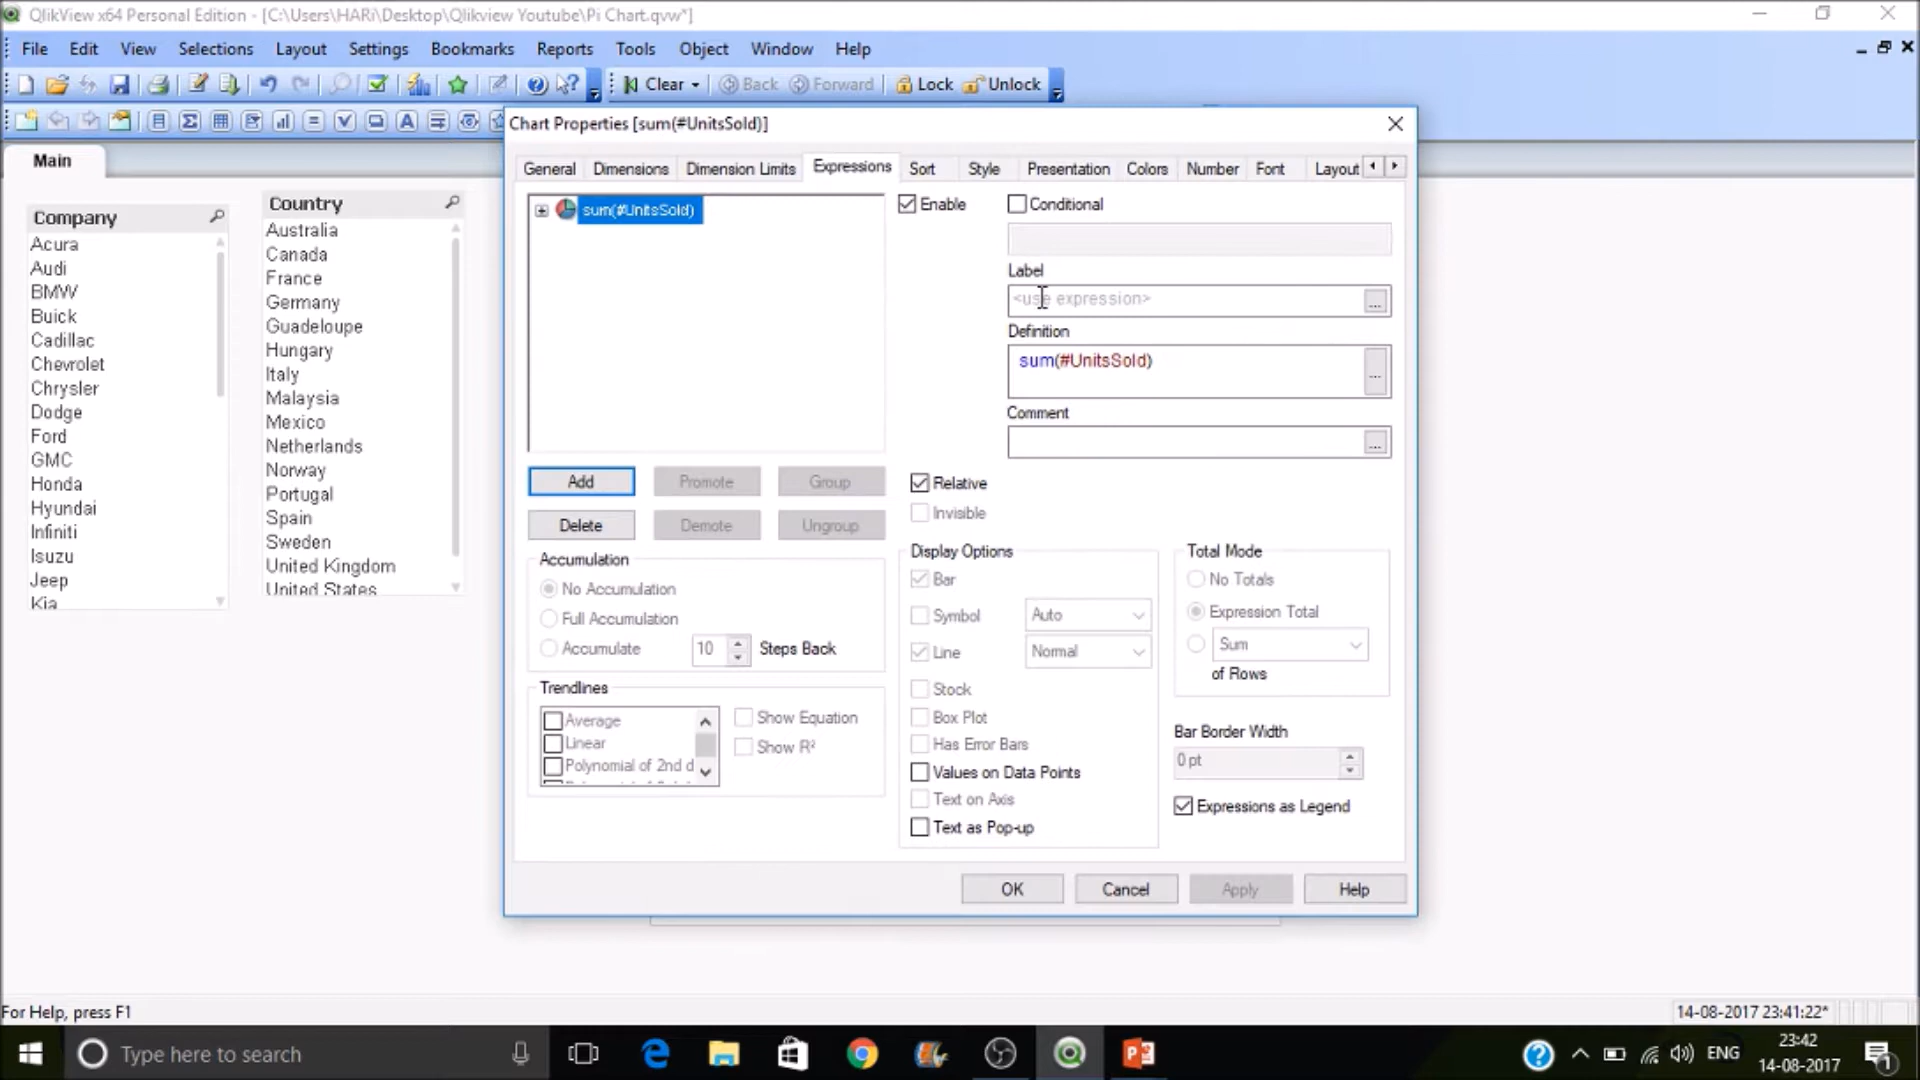 QlikView x64 Personal Edition - [C:\Users\HARi\Desktop\Qlikview Youtube\Pi Chart.qvw*]
File Edit View Selections Layout Settings Bookmarks Reports Tools Object Window Help
Clear Back Forward Lock Unlock
Main
Company
Acura
Audi
BMW
Buick
Cadillac
Chevrolet
Chrysler
Dodge
Ford
GMC
Honda
Hyundai
Infiniti
Isuzu
Jeep
Kia
Country
Australia
Canada
France
Germany
Guadeloupe
Hungary
Italy
Malaysia
Mexico
Netherlands
Norway
Portugal
Spain
Sweden
United Kingdom
United States
Chart Properties [sum(#UnitsSold)]
General Dimensions Dimension Limits Expressions Sort Style Presentation Colors Number Font Layout
sum(#UnitsSold)
Enable
Conditional
Label
<use expression>
...
Definition
sum(#UnitsSold)
...
Comment
...
Add Promote Group
Delete Demote Ungroup
Relative
Invisible
Accumulation
No Accumulation
Full Accumulation
Accumulate 10 Steps Back
Trendlines
Average
Linear
Polynomial of 2nd d
Show Equation
Show R²
Display Options
Bar
Symbol Auto
Line Normal
Stock
Box Plot
Has Error Bars
Values on Data Points
Text on Axis
Text as Pop-up
Total Mode
No Totals
Expression Total
Sum
of Rows
Bar Border Width
0 pt
Expressions as Legend
OK Cancel Apply Help
For Help, press F1
14-08-2017 23:41:22*
Type here to search
ENG
23:42
14-08-2017
1